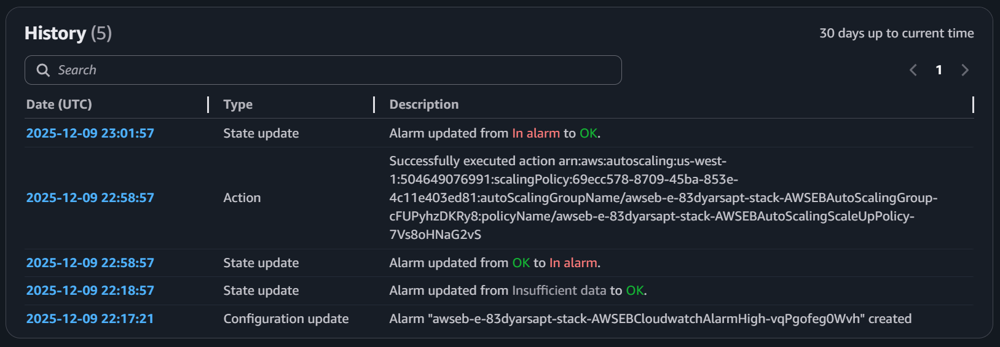 History (5)
30 days up to current time
Search
1
Date (UTC) Type Description
2025-12-09 23:01:57 State update Alarm updated from In alarm to OK.
2025-12-09 22:58:57 Action Successfully executed action arn:aws:autoscaling:us-west-
1:504649076991:scalingPolicy:69ecc578-8709-45ba-853e-
4c11e403ed81:autoScalingGroupName/awseb-e-83dyarsapt-stack-AWSEBAutoScalingGroup-
cFUPyhzDKRy8:policyName/awseb-e-83dyarsapt-stack-AWSEBAutoScalingScaleUpPolicy-
7Vs8oHNaG2vS
2025-12-09 22:58:57 State update Alarm updated from OK to In alarm.
2025-12-09 22:18:57 State update Alarm updated from Insufficient data to OK.
2025-12-09 22:17:21 Configuration update Alarm "awseb-e-83dyarsapt-stack-AWSEBCloudwatchAlarmHigh-vqPgofeg0Wvh" created